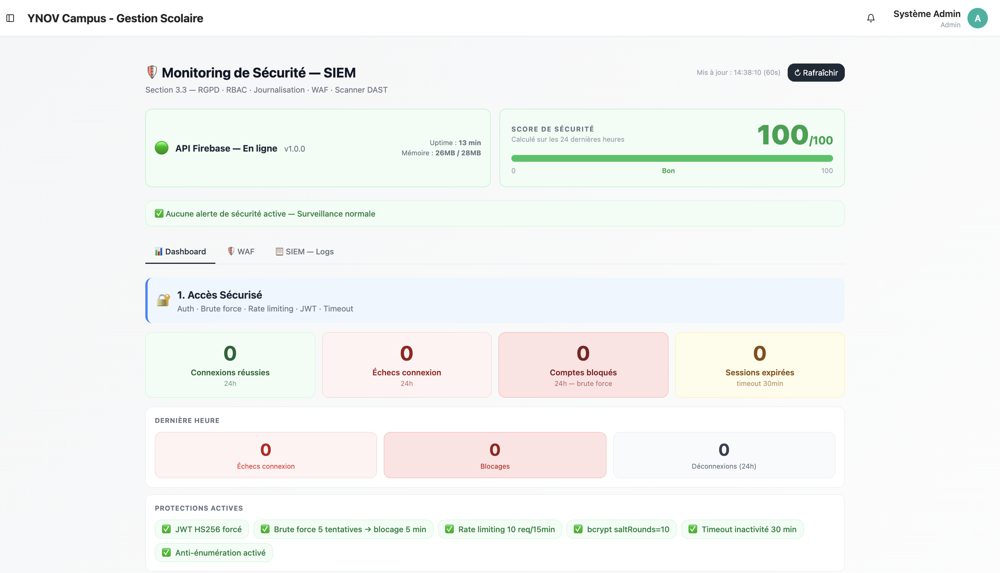 YNOV Campus - Gestion Scolaire
Système Admin
Admin
A
Monitoring de Sécurité — SIEM
Mis à jour : 14:38:10 (60s)
↻ Rafraîchir
Section 3.3 — RGPD · RBAC · Journalisation · WAF · Scanner DAST
API Firebase — En ligne v1.0.0
Uptime : 13 min
Mémoire : 26MB / 28MB
SCORE DE SÉCURITÉ
Calculé sur les 24 dernières heures
100/100
0 Bon 100
Aucune alerte de sécurité active — Surveillance normale
Dashboard WAF SIEM — Logs
1. Accès Sécurisé
Auth · Brute force · Rate limiting · JWT · Timeout
0
Connexions réussies
24h
0
Échecs connexion
24h
0
Comptes bloqués
24h — brute force
0
Sessions expirées
timeout 30min
DERNIÈRE HEURE
0
Échecs connexion
0
Blocages
0
Déconnexions (24h)
PROTECTIONS ACTIVES
JWT HS256 forcé
Brute force 5 tentatives → blocage 5 min
Rate limiting 10 req/15min
bcrypt saltRounds=10
Timeout inactivité 30 min
Anti-énumération activé